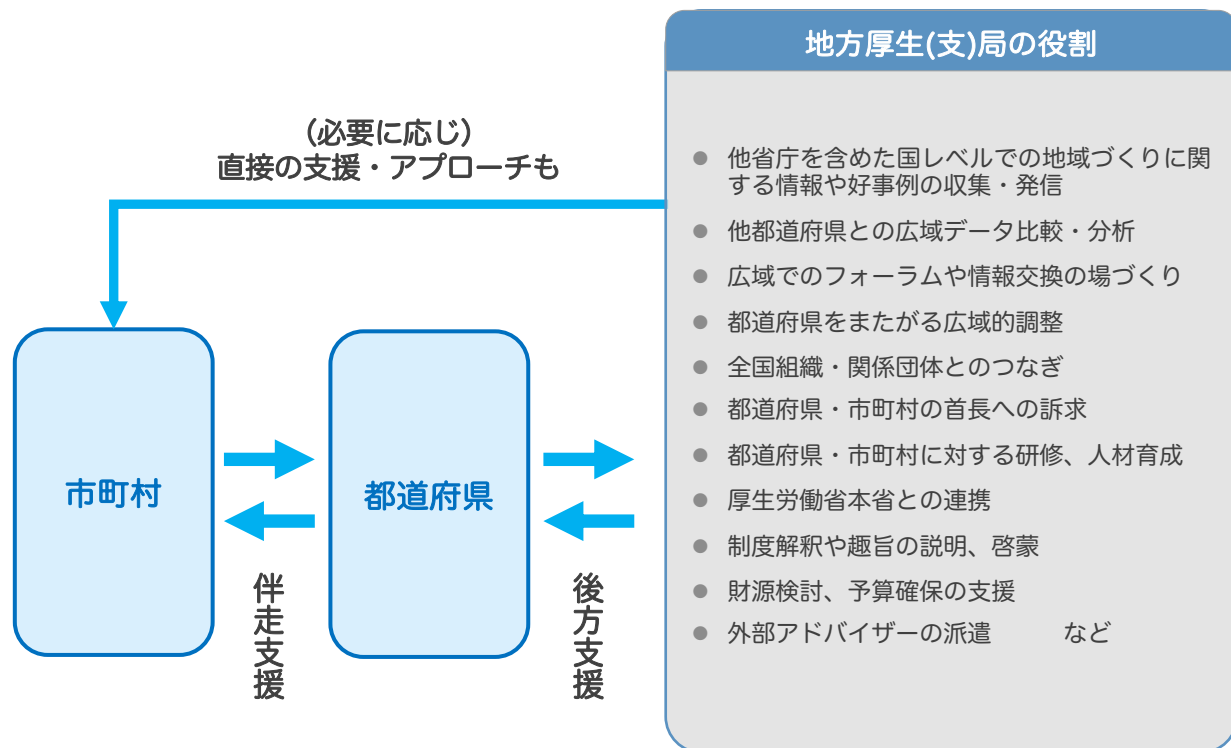 地方厚生(支)局の役割
(必要に応じ)
直接の支援・アプローチも
● 他省庁を含めた国レベルでの地域づくりに関
する情報や好事例の収集・発信
● 他都道府県との広域データ比較・分析
● 広域でのフォーラムや情報交換の場づくり
● 都道府県をまたがる広域的調整
● 全国組織・関係団体とのつなぎ
● 都道府県・市町村の首長への訴求
● 都道府県・市町村に対する研修、人材育成
● 厚生労働省本省との連携
● 制度解釈や趣旨の説明、啓蒙
● 財源検討、予算確保の支援
● 外部アドバイザーの派遣　　　など
市町村
都道府県
伴走支援
後方支援